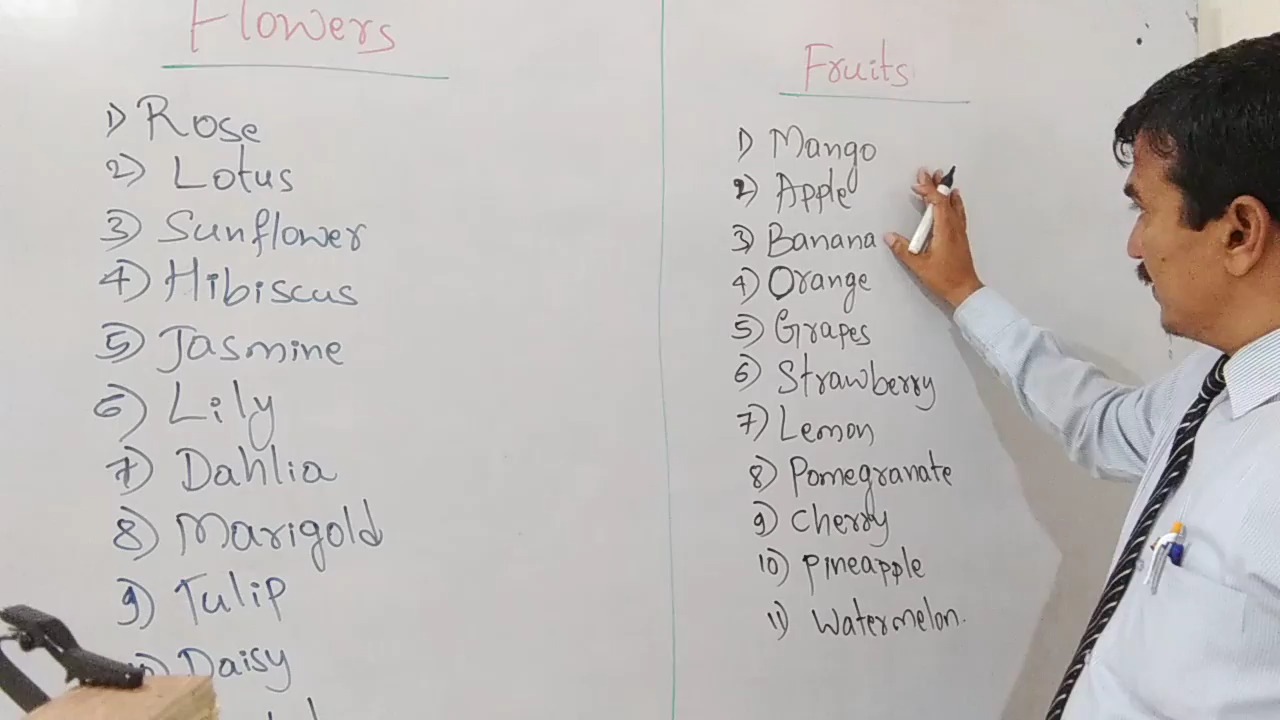 Flowers
1) Rose
2) Lotus
3) Sunflower
4) Hibiscus
5) Jasmine
6) Lily
7) Dahlia
8) Marigold
9) Tulip
10) Daisy
Fruits
1) Mango
2) Apple
3) Banana
4) Orange
5) Grapes
6) Strawberry
7) Lemon
8) Pomegranate
9) Cherry
10) Pineapple
11) Watermelon.